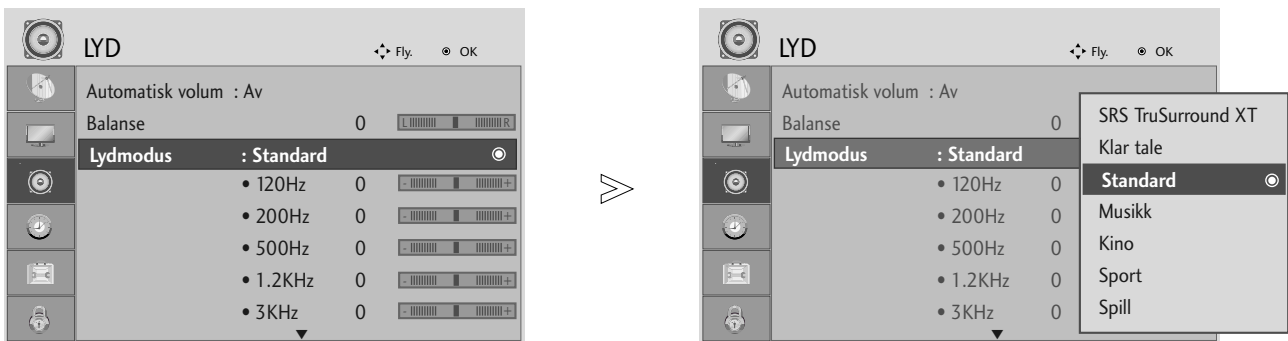 LYD Fly. OK
Automatisk volum : Av
Balanse 0 L R
Lydmodus : Standard
• 120Hz 0 - +
• 200Hz 0 - +
• 500Hz 0 - +
• 1.2KHz 0 - +
• 3KHz 0 - +
LYD Fly. OK
Automatisk volum : Av
Balanse 0
Lydmodus : Standard
• 120Hz 0
• 200Hz 0
• 500Hz 0
• 1.2KHz 0
• 3KHz 0
SRS TruSurround XT
Klar tale
Standard
Musikk
Kino
Sport
Spill